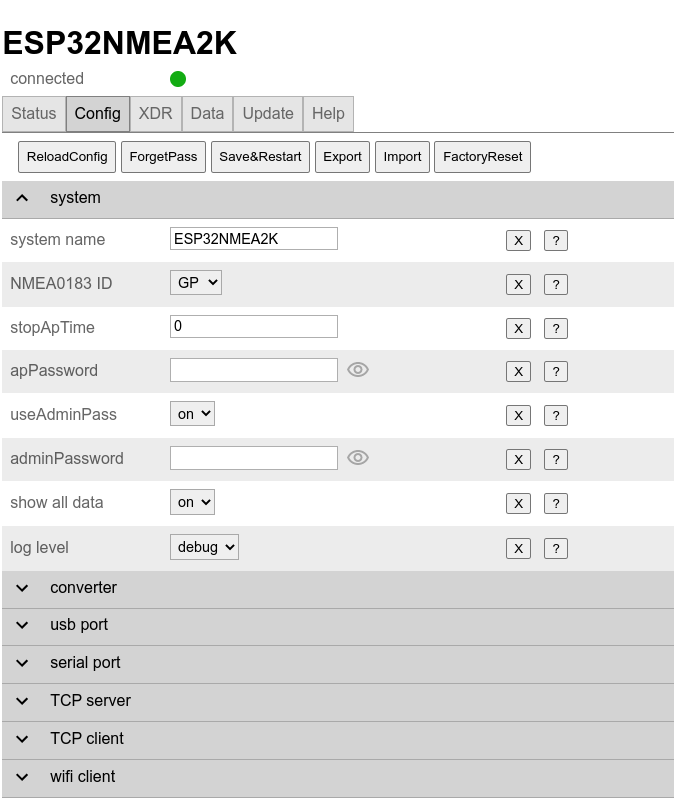 ESP32NMEA2K
connected
Status Config XDR Data Update Help
ReloadConfig ForgetPass Save&Restart Export Import FactoryReset
system
system name ESP32NMEA2K X ?
NMEA0183 ID GP X ?
stopApTime 0 X ?
apPassword X ?
useAdminPass on X ?
adminPassword X ?
show all data on X ?
log level debug X ?
converter
usb port
serial port
TCP server
TCP client
wifi client